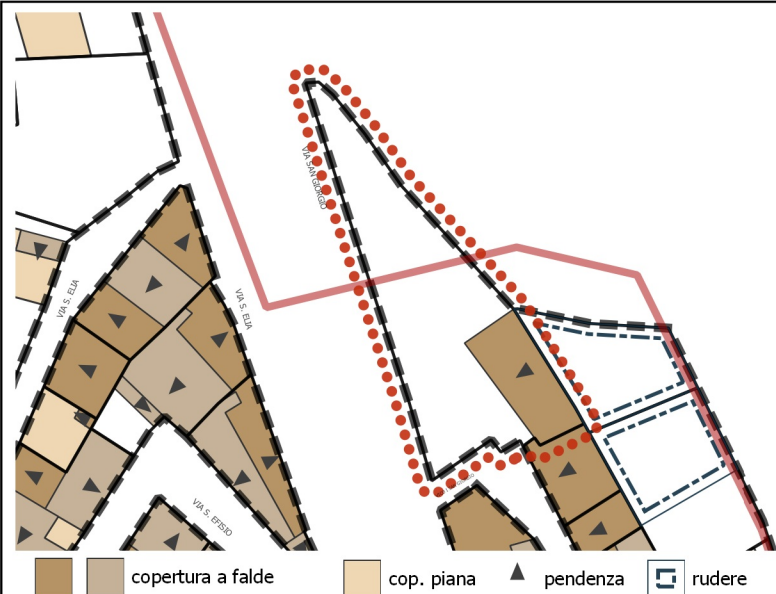 VIA SAN GIORGIO
VIA S. ELIA
VIA S. ELIA
VIA S. EFISIO
copertura a falde
cop. piana
pendenza
rudere